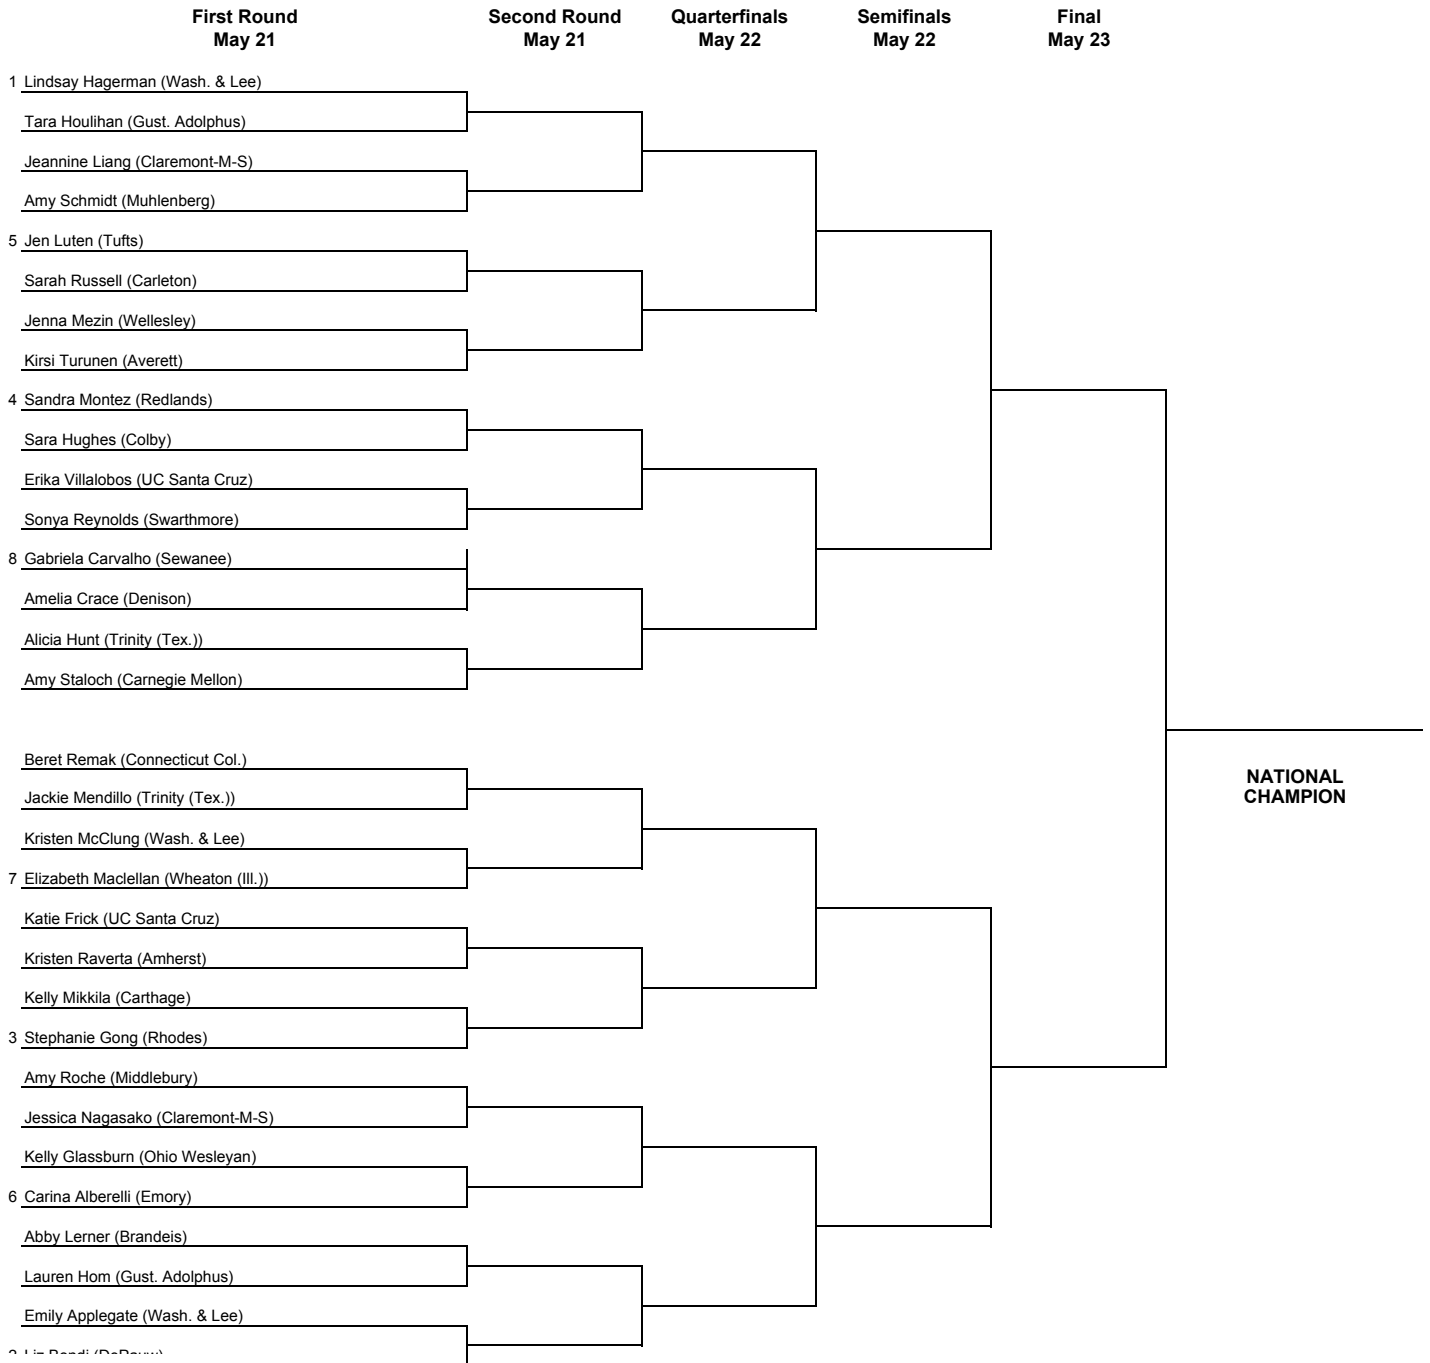 First Round
May 21
Second Round
May 21
Quarterfinals
May 22
Semifinals
May 22
Final
May 23
1 Lindsay Hagerman (Wash. & Lee)
Tara Houlihan (Gust. Adolphus)
Jeannine Liang (Claremont-M-S)
Amy Schmidt (Muhlenberg)
5 Jen Luten (Tufts)
Sarah Russell (Carleton)
Jenna Mezin (Wellesley)
Kirsi Turunen (Averett)
4 Sandra Montez (Redlands)
Sara Hughes (Colby)
Erika Villalobos (UC Santa Cruz)
Sonya Reynolds (Swarthmore)
8 Gabriela Carvalho (Sewanee)
Amelia Crace (Denison)
Alicia Hunt (Trinity (Tex.))
Amy Staloch (Carnegie Mellon)
Beret Remak (Connecticut Col.)
Jackie Mendillo (Trinity (Tex.))
Kristen McClung (Wash. & Lee)
7 Elizabeth Maclellan (Wheaton (Ill.))
Katie Frick (UC Santa Cruz)
Kristen Raverta (Amherst)
Kelly Mikkila (Carthage)
3 Stephanie Gong (Rhodes)
Amy Roche (Middlebury)
Jessica Nagasako (Claremont-M-S)
Kelly Glassburn (Ohio Wesleyan)
6 Carina Alberelli (Emory)
Abby Lerner (Brandeis)
Lauren Hom (Gust. Adolphus)
Emily Applegate (Wash. & Lee)
NATIONAL
CHAMPION